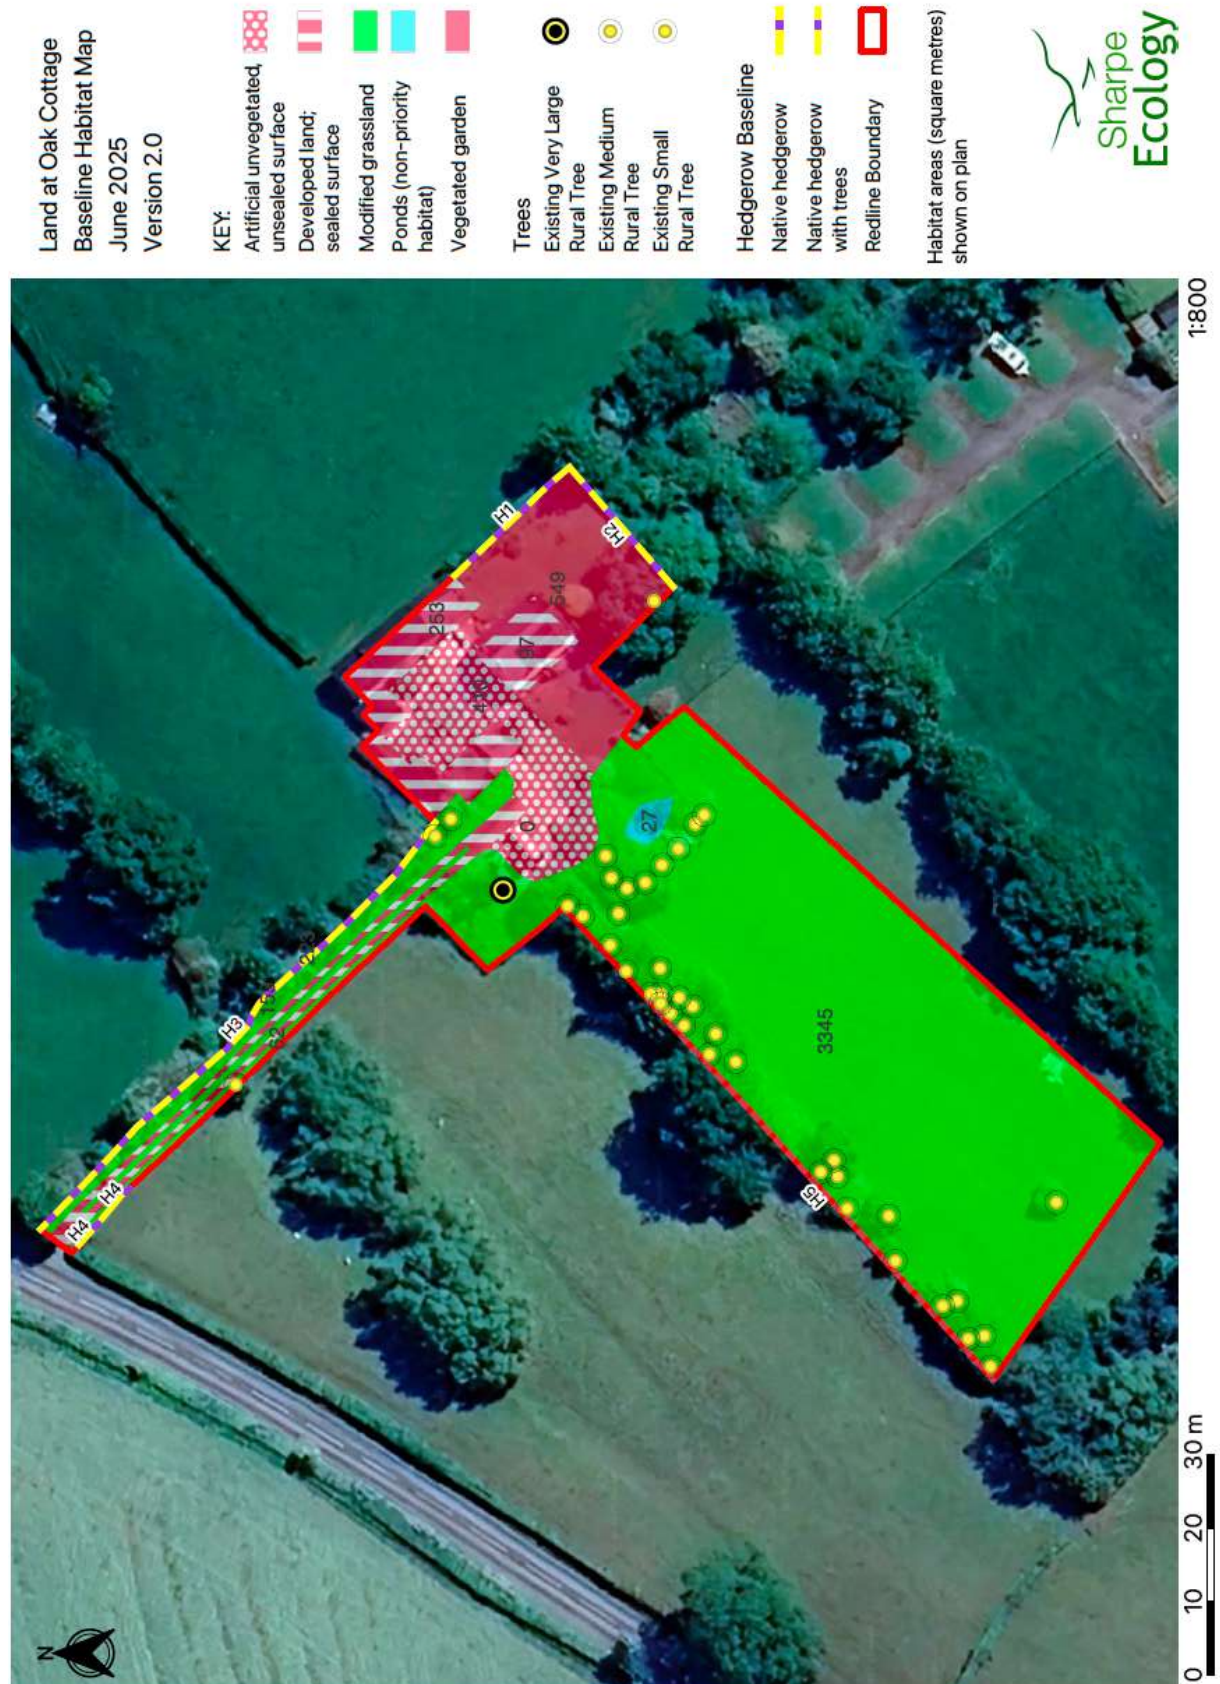 Land at Oak Cottage
Baseline Habitat Map
June 2025
Version 2.0
KEY:
Artificial unvegetated,
unsealed surface
Developed land;
sealed surface
Modified grassland
Ponds (non-priority
habitat)
Vegetated garden
Trees
Existing Very Large
Rural Tree
Existing Medium
Rural Tree
Existing Small
Rural Tree
Hedgerow Baseline
Native hedgerow
Native hedgerow
with trees
Redline Boundary
Habitat areas (square metres)
shown on plan
Sharpe
Ecology
N
H4
H4
H3
62
H1
H2
H5
253
97
549
0
27
3345
0
10
20
30 m
1:800